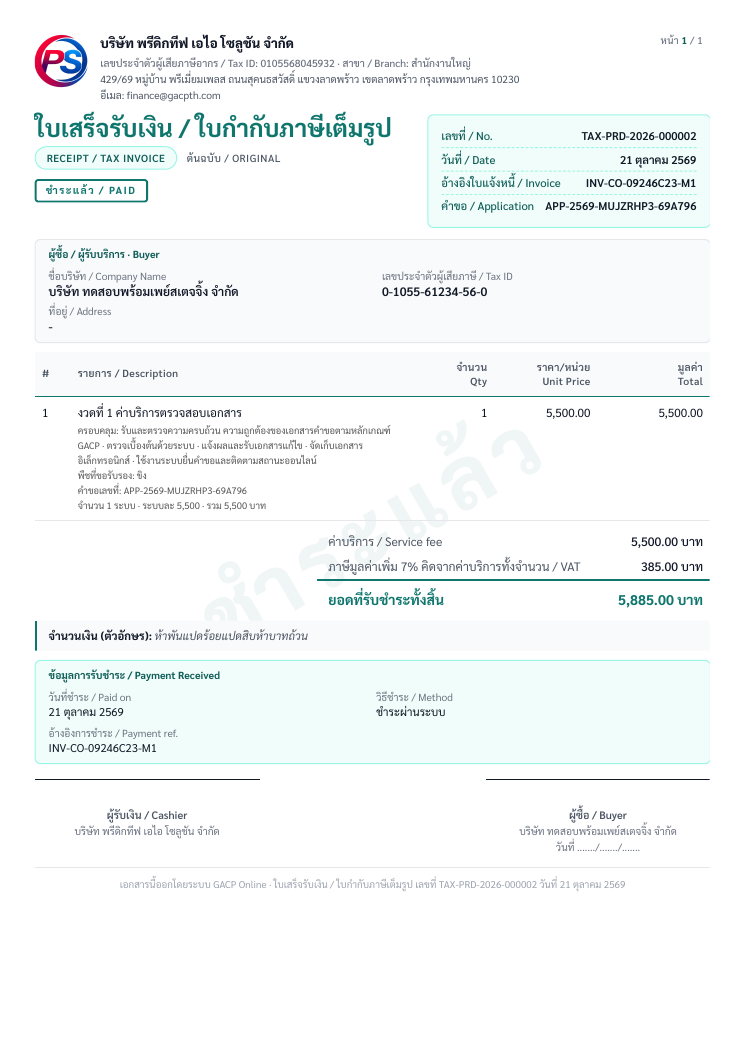 PS
บริษัท พรีดิกทีฟ เอไอ โซลูชัน จำกัด
หน้า 1 / 1
เลขประจำตัวผู้เสียภาษีอากร / Tax ID: 0105568045932 · สาขา / Branch: สำนักงานใหญ่
429/69 หมู่บ้าน พรีเมี่ยมเพลส ถนนสุคนธสวัสดิ์ แขวงลาดพร้าว เขตลาดพร้าว กรุงเทพมหานคร 10230
อีเมล: finance@gacpth.com
ใบเสร็จรับเงิน / ใบกำกับภาษีเต็มรูป
RECEIPT / TAX INVOICE ต้นฉบับ / ORIGINAL
ชำระแล้ว / PAID
เลขที่ / No. TAX-PRD-2026-000002
วันที่ / Date 21 ตุลาคม 2569
อ้างอิงใบแจ้งหนี้ / Invoice INV-CO-09246C23-M1
คำขอ / Application APP-2569-MUJZRHP3-69A796
ผู้ซื้อ / ผู้รับบริการ · Buyer
ชื่อบริษัท / Company Name เลขประจำตัวผู้เสียภาษี / Tax ID
บริษัท ทดสอบพร้อมเพย์สเตจจิ้ง จำกัด 0-1055-61234-56-0
ที่อยู่ / Address
-
# รายการ / Description จำนวน Qty ราคา/หน่วย Unit Price มูลค่า Total
1 งวดที่ 1 ค่าบริการตรวจสอบเอกสาร 1 5,500.00 5,500.00
ครอบคลุม: รับและตรวจความครบถ้วน ความถูกต้องของเอกสารคำขอตามหลักเกณฑ์
GACP · ตรวจเบื้องต้นด้วยระบบ · แจ้งผลและรับเอกสารแก้ไข · จัดเก็บเอกสาร
อิเล็กทรอนิกส์ · ใช้งานระบบยื่นคำขอและติดตามสถานะออนไลน์
พืชที่ขอรับรอง: ขิง
คำขอเลขที่: APP-2569-MUJZRHP3-69A796
จำนวน 1 ระบบ · ระบบละ 5,500 · รวม 5,500 บาท
ชำระแล้ว
ค่าบริการ / Service fee 5,500.00 บาท
ภาษีมูลค่าเพิ่ม 7% คิดจากค่าบริการทั้งจำนวน / VAT 385.00 บาท
ยอดที่รับชำระทั้งสิ้น 5,885.00 บาท
จำนวนเงิน (ตัวอักษร): ห้าพันแปดร้อยแปดสิบห้าบาทถ้วน
ข้อมูลการรับชำระ / Payment Received
วันที่ชำระ / Paid on วิธีชำระ / Method
21 ตุลาคม 2569 ชำระผ่านระบบ
อ้างอิงการชำระ / Payment ref.
INV-CO-09246C23-M1
ผู้รับเงิน / Cashier ผู้ซื้อ / Buyer
บริษัท พรีดิกทีฟ เอไอ โซลูชัน จำกัด บริษัท ทดสอบพร้อมเพย์สเตจจิ้ง จำกัด
วันที่ ......./......./.......
เอกสารนี้ออกโดยระบบ GACP Online · ใบเสร็จรับเงิน / ใบกำกับภาษีเต็มรูป เลขที่ TAX-PRD-2026-000002 วันที่ 21 ตุลาคม 2569